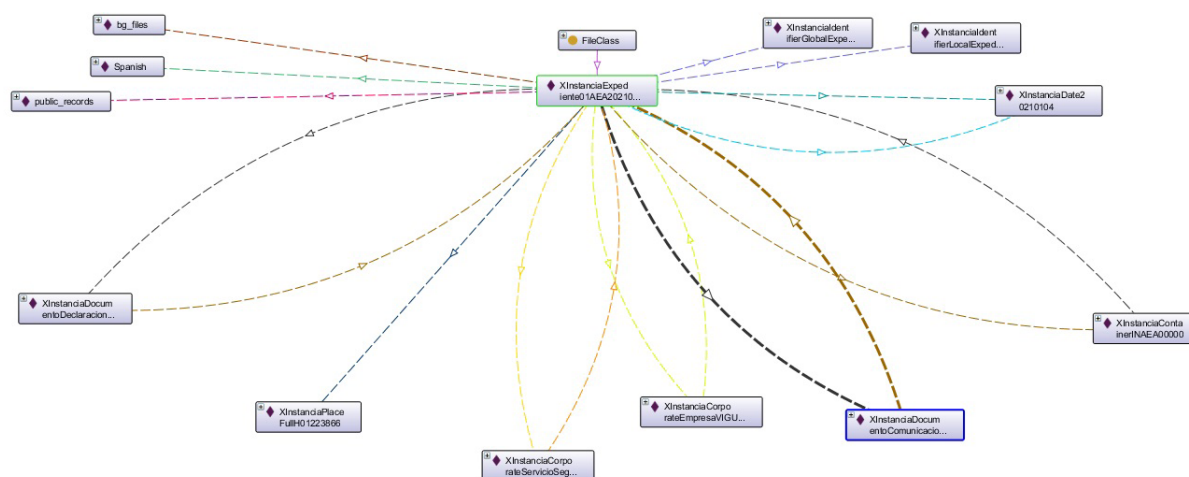 bg_files
FileClass
XInstanciaIdent
ifierGlobalExpe...
XInstanciaIdent
ifierLocalExped...
Spanish
XInstanciaExped
iente01AEA20210...
public_records
XInstanciaDate2
0210104
XInstanciaDocum
entoDeclaracion...
XInstanciaConta
inerINAEA00000
XInstanciaPlace
FullH01223866
XInstanciaCorpo
rateEmpresaVIGU...
XInstanciaDocum
entoComunicacio...
XInstanciaCorpo
rateServicioSeg...